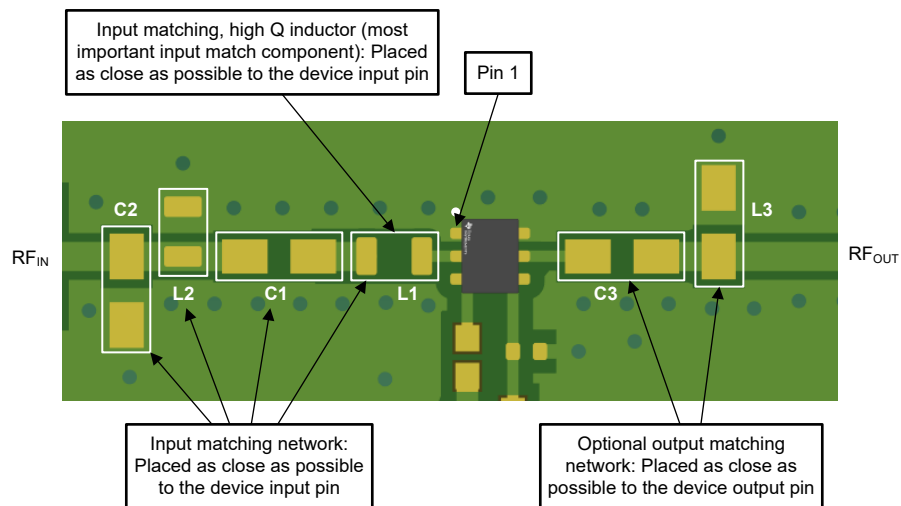 Input matching, high Q inductor (most
important input match component): Placed
as close as possible to the device input pin
Pin 1
C2
L3
RFIN
RFOUT
L2
C1
L1
C3
Input matching network:
Placed as close as possible
to the device input pin
Optional output matching
network: Placed as close as
possible to the device output pin